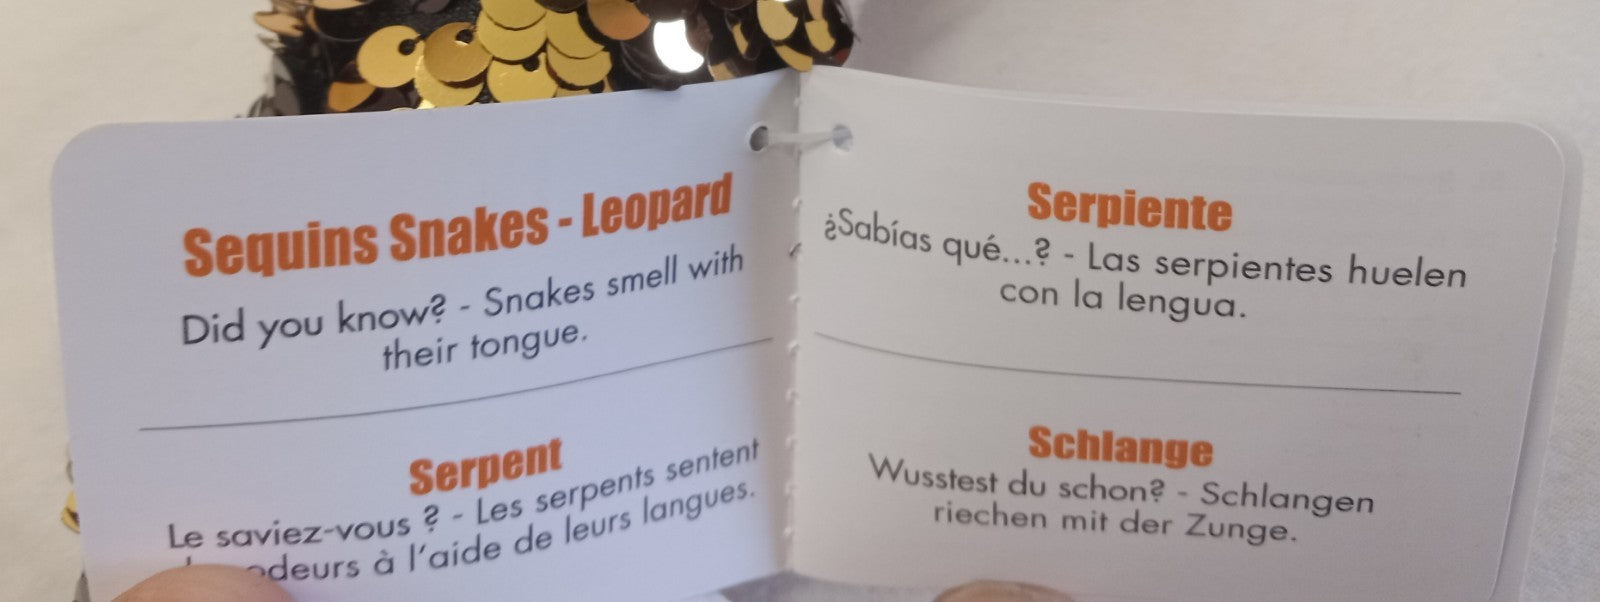 Sequins Snakes - Leopard
Did you know? - Snakes smell with
their tongue.
Serpent
Le saviez-vous ? - Les serpents sentent
à l'aide de leurs langues.
Serpiente
¿Sabías qué...? - Las serpientes huelen
con la lengua.
Schlange
Wusstest du schon? - Schlangen
riechen mit der Zunge.